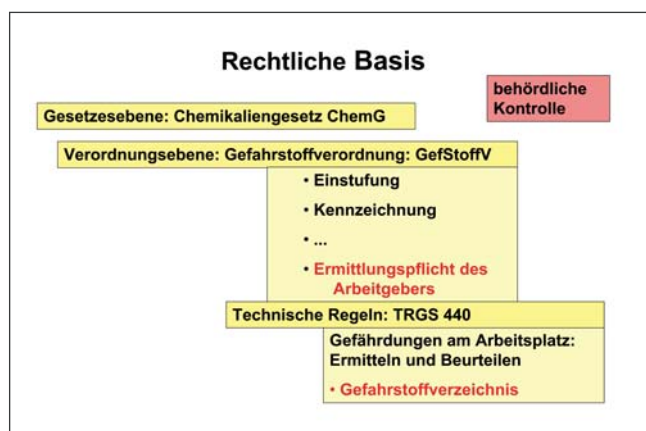 Rechtliche Basis
behördliche
Kontrolle
Gesetzesebene: Chemikaliengesetz ChemG
Verordnungsebene: Gefahrstoffverordnung: GefStoffV
• Einstufung
• Kennzeichnung
• ...
• Ermittlungspflicht des
Arbeitgebers
Technische Regeln: TRGS 440
Gefährdungen am Arbeitsplatz:
Ermitteln und Beurteilen
• Gefahrstoffverzeichnis